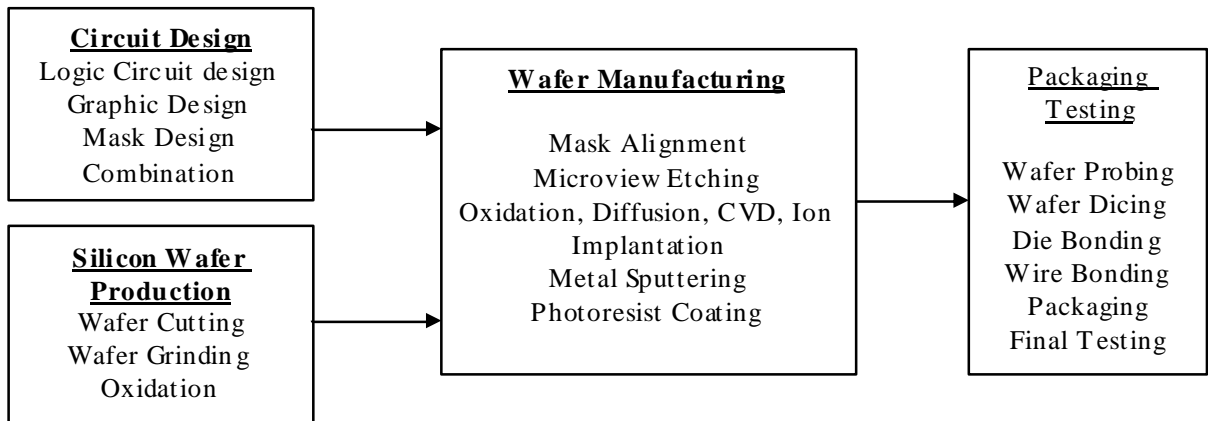 Circuit Design
Logic Circuit design
Graphic Design
Mask Design
Combination
Silicon Wafer
Production
Wafer Cutting
Wafer Grinding
Oxidation
Wafer Manufacturing
Mask Alignment
Microview Etching
Oxidation, Diffusion, CVD, Ion
Implantation
Metal Sputtering
Photoresist Coating
Packaging
Testing
Wafer Probing
Wafer Dicing
Die Bonding
Wire Bonding
Packaging
Final Testing